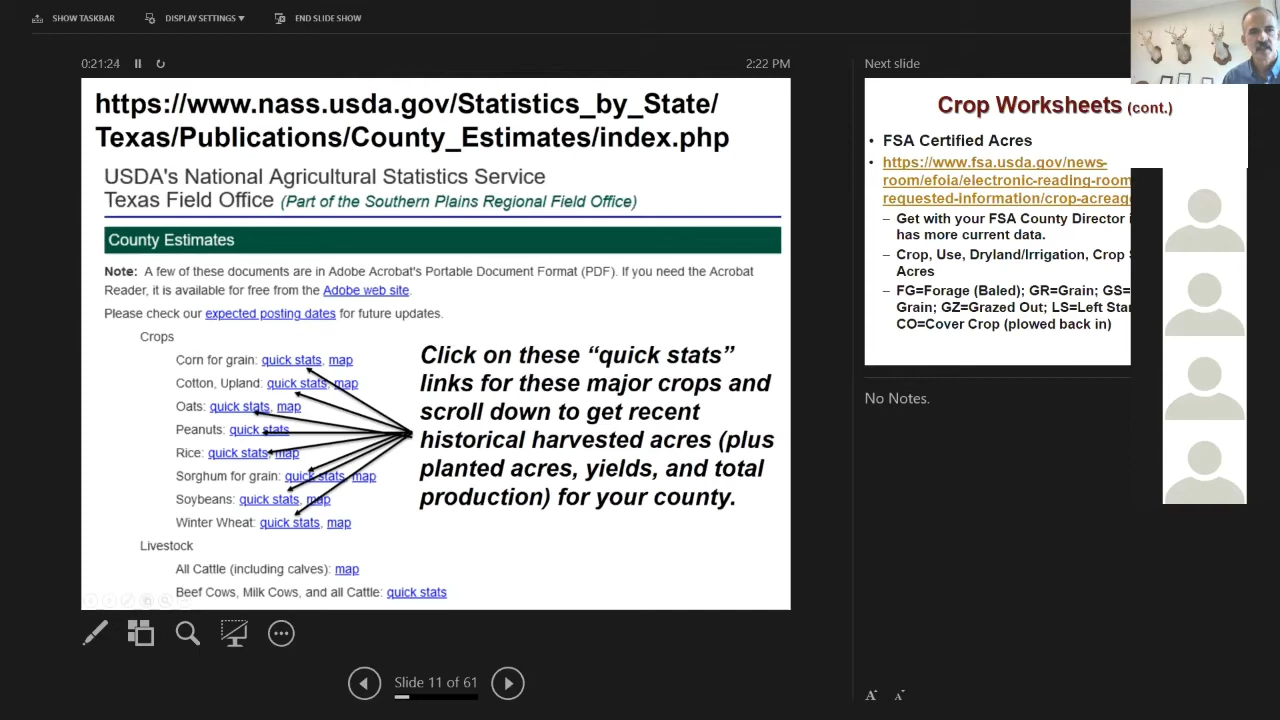 SHOW TASKBAR
DISPLAY SETTINGS
END SLIDE SHOW
0:21:24
2:22 PM
https://www.nass.usda.gov/Statistics_by_State/
Texas/Publications/County_Estimates/index.php
USDA's National Agricultural Statistics Service
Texas Field Office (Part of the Southern Plains Regional Field Office)
County Estimates
Note: A few of these documents are in Adobe Acrobat's Portable Document Format (PDF). If you need the Acrobat
Reader, it is available for free from the Adobe web site.
Please check our expected posting dates for future updates.
Crops
Corn for grain: quick stats, map
Cotton, Upland: quick stats, map
Oats: quick stats, map
Peanuts: quick stats
Rice: quick stats, map
Sorghum for grain: quick stats, map
Soybeans: quick stats, map
Winter Wheat: quick stats, map
Livestock
All Cattle (including calves): map
Beef Cows, Milk Cows, and all Cattle: quick stats
Click on these “quick stats”
links for these major crops and
scroll down to get recent
historical harvested acres (plus
planted acres, yields, and total
production) for your county.
Slide 11 of 61
Next slide
Crop Worksheets (cont.)
• FSA Certified Acres
• https://www.fsa.usda.gov/news-
room/efoia/electronic-reading-room
requested-information/crop-acreag
– Get with your FSA County Director
has more current data.
– Crop, Use, Dryland/Irrigation, Crop
Acres
– FG=Forage (Baled); GR=Grain; GS=
Grain; GZ=Grazed Out; LS=Left Stan
CO=Cover Crop (plowed back in)
No Notes.
A A